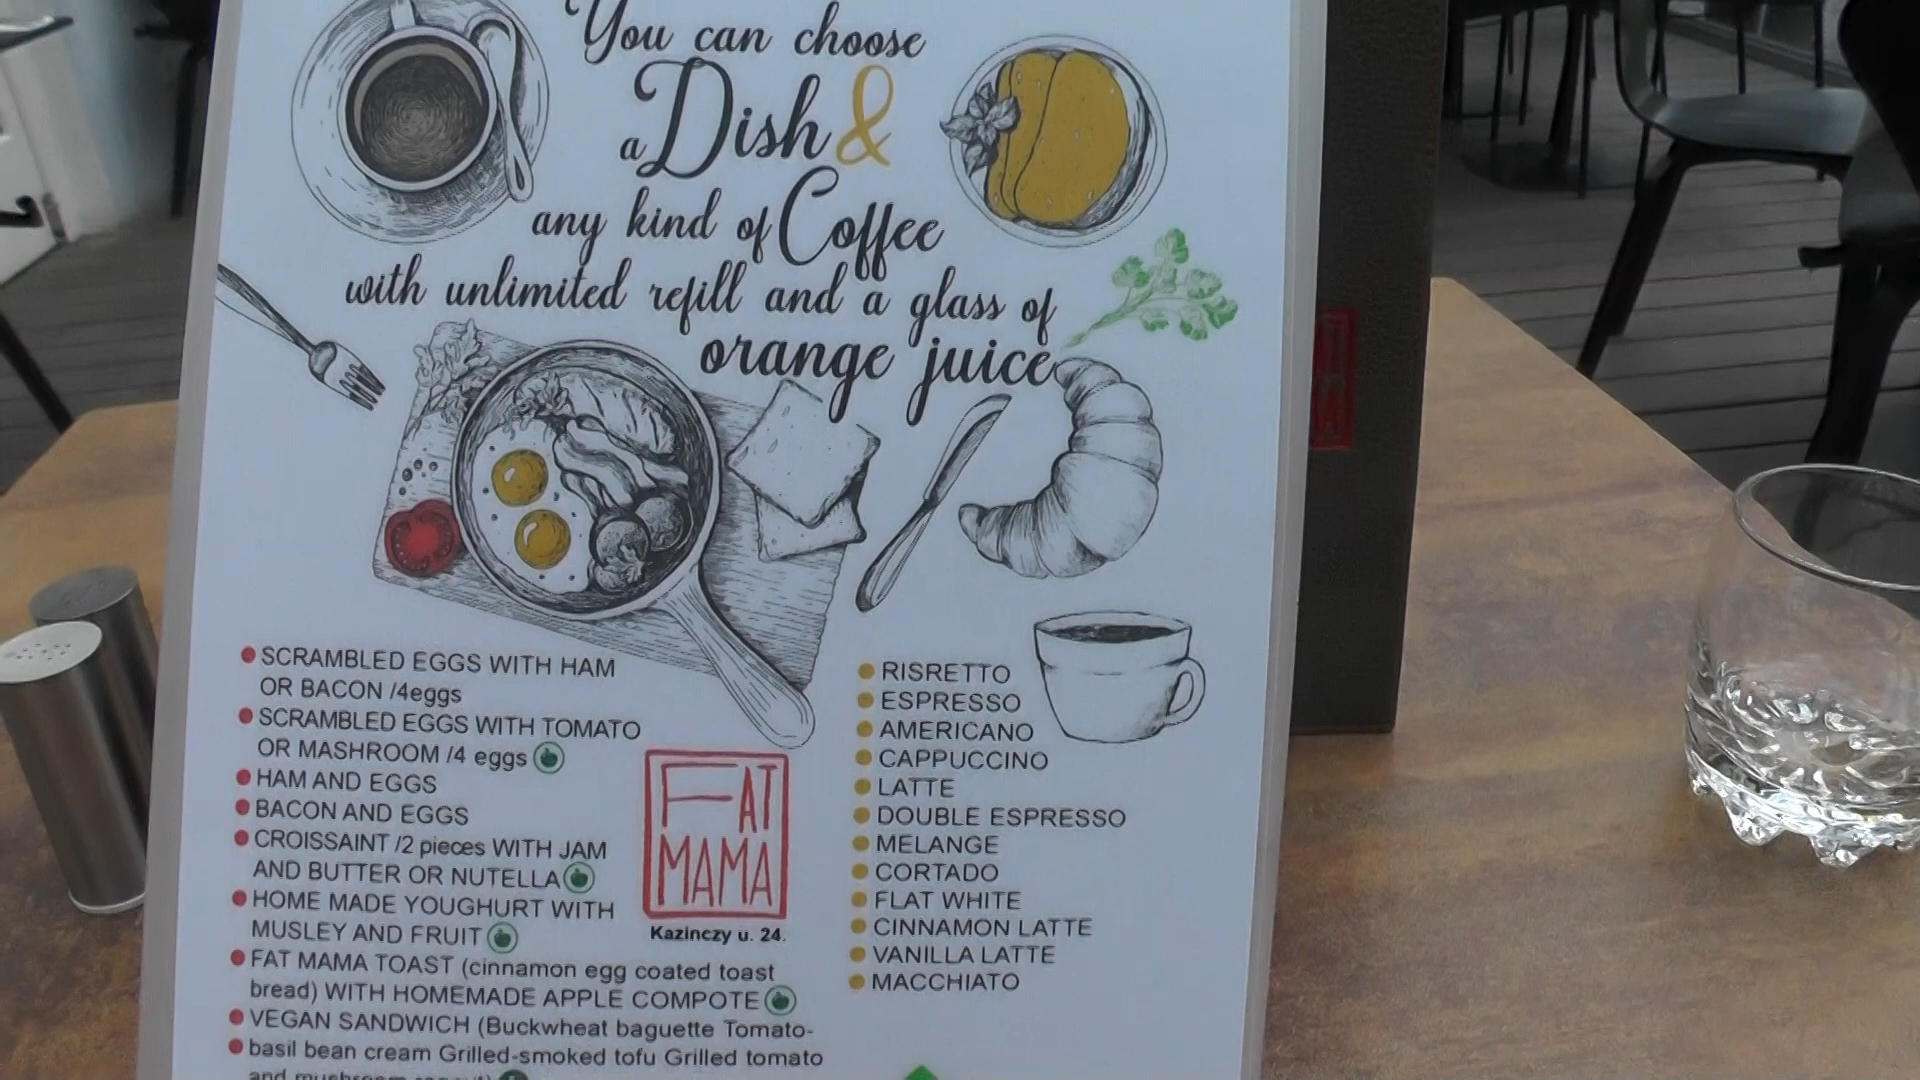 You can choose
a Dish &
any kind of Coffee
with unlimited refill and a glass of
orange juice
SCRAMBLED EGGS WITH HAM
OR BACON /4eggs
SCRAMBLED EGGS WITH TOMATO
OR MASHROOM /4 eggs
HAM AND EGGS
BACON AND EGGS
CROISSAINT /2 pieces WITH JAM
AND BUTTER OR NUTELLA
HOME MADE YOUGHURT WITH
MUSLEY AND FRUIT
FAT MAMA TOAST (cinnamon egg coated toast
bread) WITH HOMEMADE APPLE COMPOTE
VEGAN SANDWICH (Buckwheat baguette Tomato-
basil bean cream Grilled-smoked tofu Grilled tomato
and mushroom
FAT
MAMA
Kazinczy u. 24.
RISRETTO
ESPRESSO
AMERICANO
CAPPUCCINO
LATTE
DOUBLE ESPRESSO
MELANGE
CORTADO
FLAT WHITE
CINNAMON LATTE
VANILLA LATTE
MACCHIATO